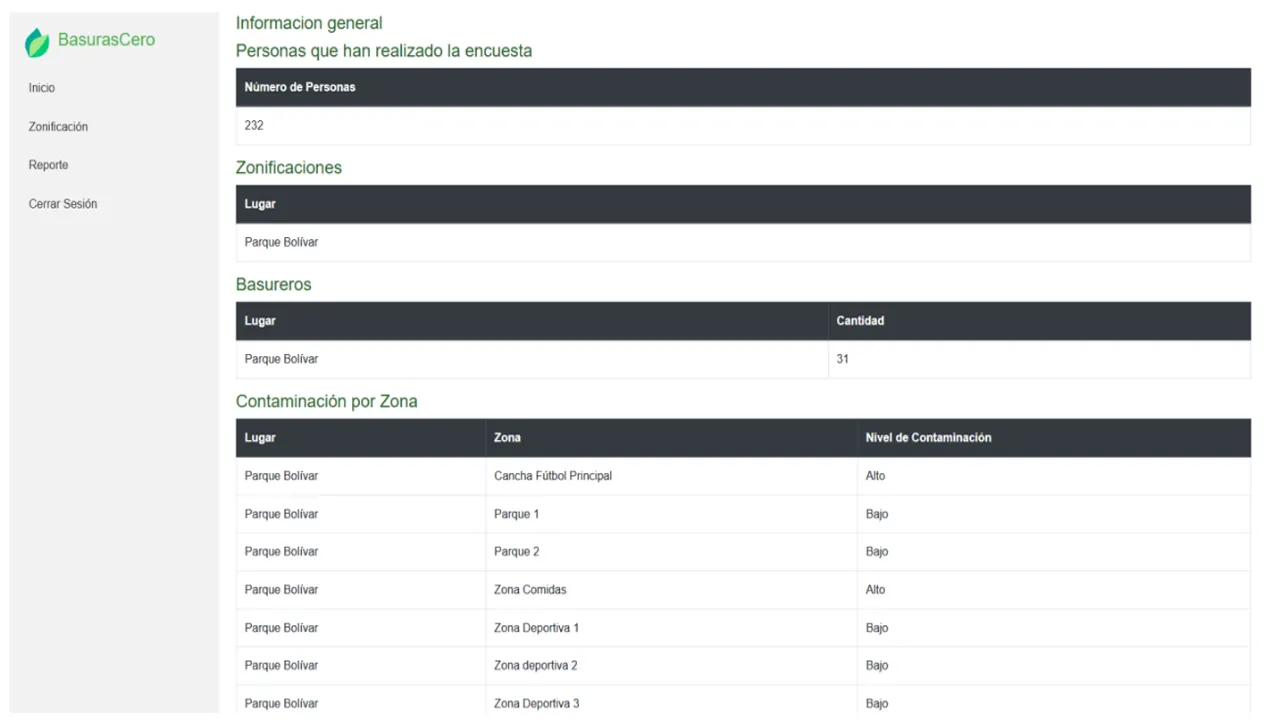 BasurasCero
Inicio
Zonificación
Reporte
Cerrar Sesión
Informacion general
Personas que han realizado la encuesta
Número de Personas
232
Zonificaciones
Lugar
Parque Bolívar
Basureros
Lugar Cantidad
Parque Bolívar 31
Contaminación por Zona
Lugar Zona Nivel de Contaminación
Parque Bolívar Cancha Fútbol Principal Alto
Parque Bolívar Parque 1 Bajo
Parque Bolívar Parque 2 Bajo
Parque Bolívar Zona Comidas Alto
Parque Bolívar Zona Deportiva 1 Bajo
Parque Bolívar Zona deportiva 2 Bajo
Parque Bolívar Zona Deportiva 3 Bajo